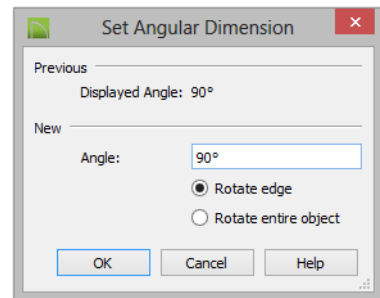 Set Angular Dimension
Previous
Displayed Angle: 90°
New
Angle: 90°
Rotate edge
Rotate entire object
OK Cancel Help